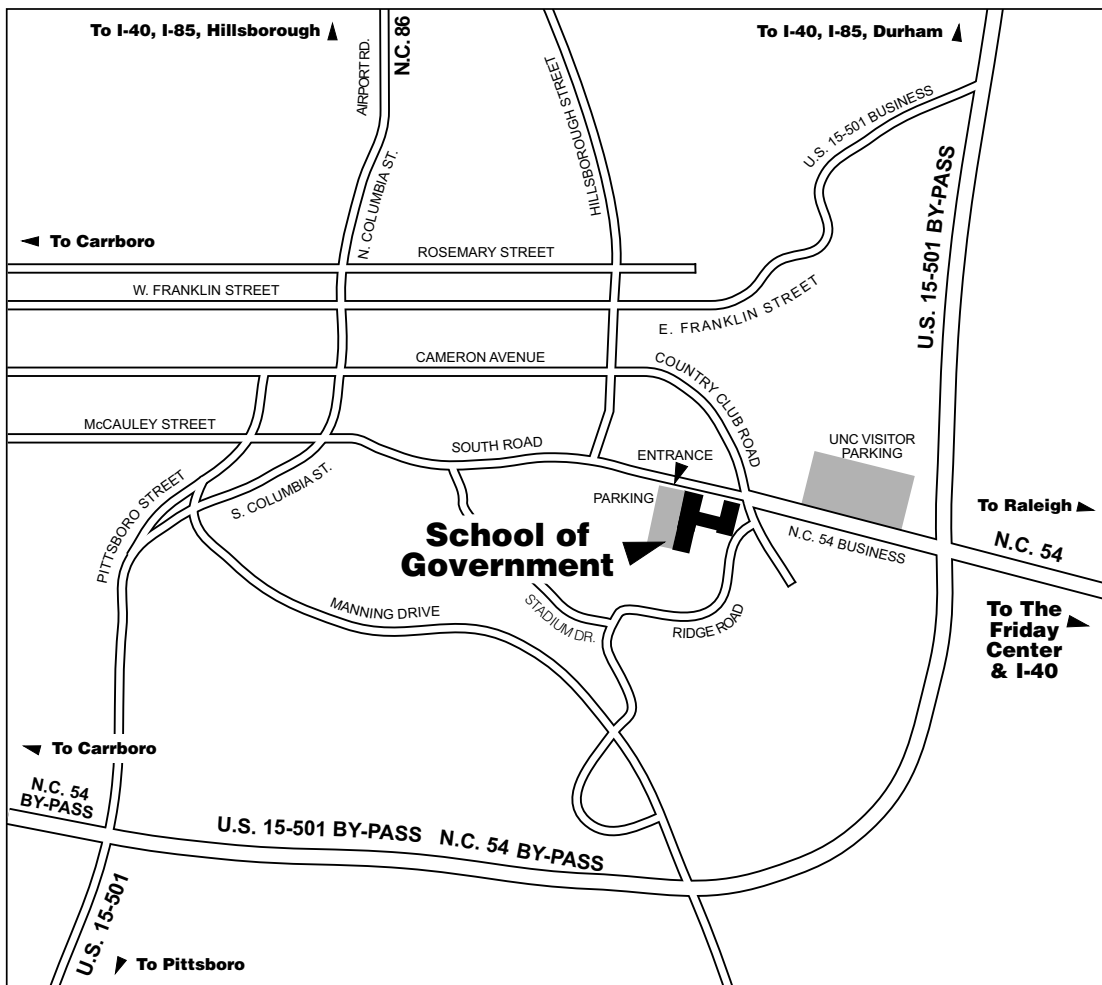 To I-40, I-85, Hillsborough
N.C. 86
AIRPORT RD.
To I-40, I-85, Durham
HILLSBOROUGH STREET
U.S. 15-501 BUSINESS
U.S. 15-501 BY-PASS
N. COLUMBIA ST.
To Carrboro
ROSEMARY STREET
W. FRANKLIN STREET
E. FRANKLIN STREET
CAMERON AVENUE
COUNTRY CLUB ROAD
McCAULEY STREET
SOUTH ROAD
ENTRANCE
UNC VISITOR
PARKING
PITTSBORO STREET
S. COLUMBIA ST.
PARKING
To Raleigh
N.C. 54
N.C. 54 BUSINESS
School of
Government
MANNING DRIVE
STADIUM DR.
RIDGE ROAD
To The
Friday
Center
& I-40
To Carrboro
N.C. 54
BY-PASS
U.S. 15-501 BY-PASS
N.C. 54 BY-PASS
U.S. 15-501
To Pittsboro